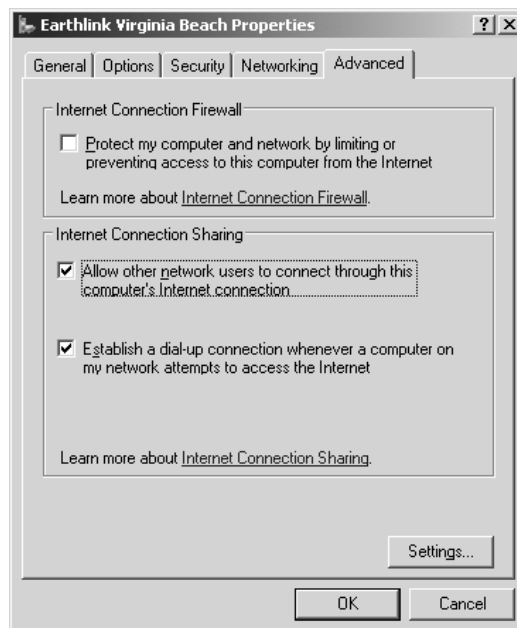 Earthlink Virginia Beach Properties
General Options Security Networking Advanced
Internet Connection Firewall
Protect my computer and network by limiting or
preventing access to this computer from the Internet
Learn more about Internet Connection Firewall.
Internet Connection Sharing
Allow other network users to connect through this
computer's Internet connection
Establish a dial-up connection whenever a computer on
my network attempts to access the Internet
Learn more about Internet Connection Sharing.
Settings...
OK Cancel